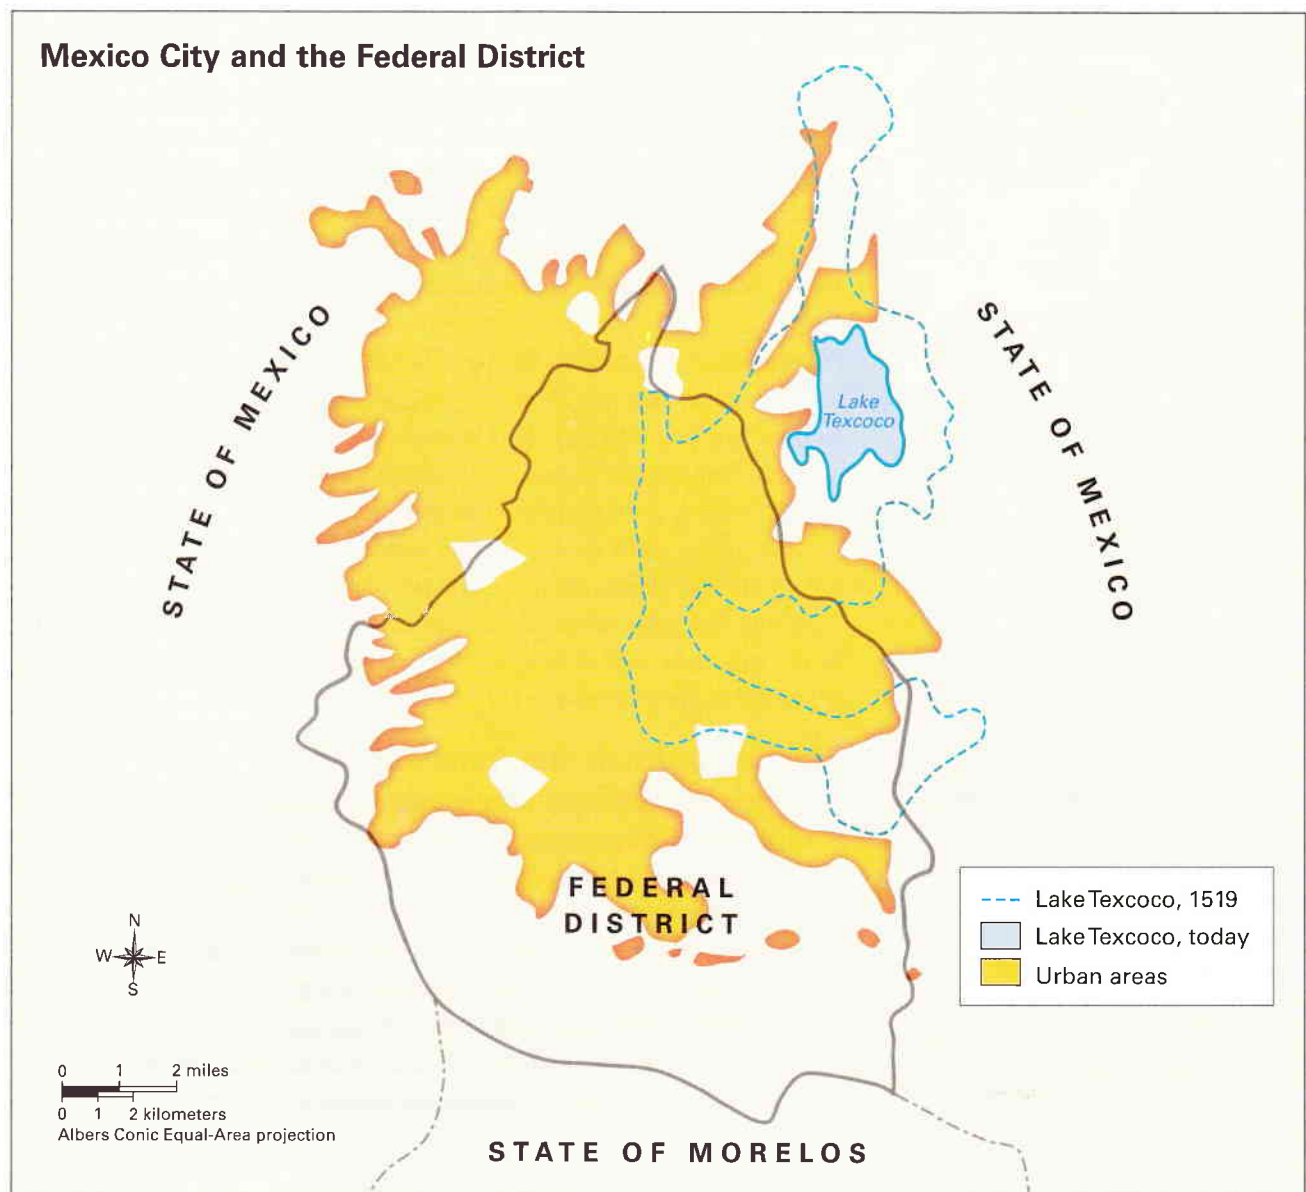 Mexico City and the Federal District
STATE OF MEXICO
STATE OF MEXICO
Lake
Texcoco
FEDERAL
DISTRICT
Lake Texcoco, 1519
Lake Texcoco, today
Urban areas
N
W E
S
0 1 2 miles
0 1 2 kilometers
Albers Conic Equal-Area projection
STATE OF MORELOS